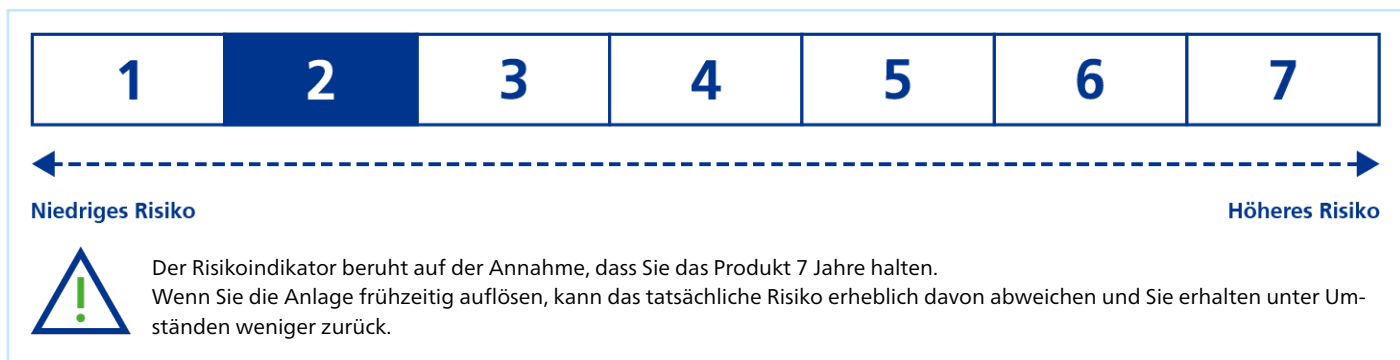 1 2 3 4 5 6 7
Niedriges Risiko Höheres Risiko
Der Risikoindikator beruht auf der Annahme, dass Sie das Produkt 7 Jahre halten.
Wenn Sie die Anlage frühzeitig auflösen, kann das tatsächliche Risiko erheblich davon abweichen und Sie erhalten unter Um-
ständen weniger zurück.